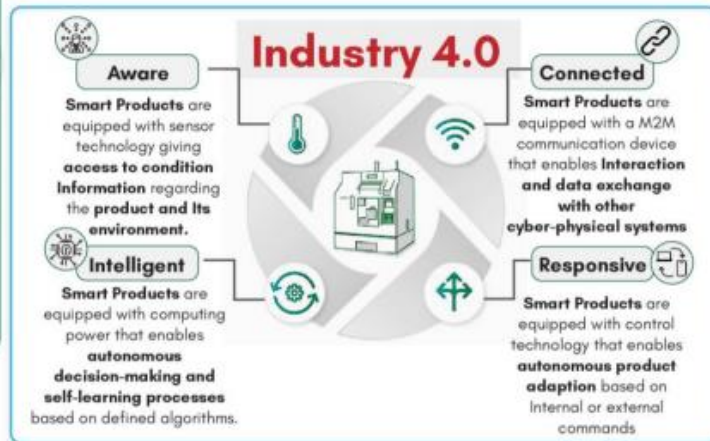 Industry 4.0
Aware
Smart Products are
equipped with sensor
technology giving
access to condition
Information regarding
the product and Its
environment.
Connected
Smart Products are
equipped with a M2M
communication device
that enables Interaction
and data exchange
with other
cyber-physical systems
Intelligent
Smart Products are
equipped with computing
power that enables
autonomous
decision-making and
self-learning processes
based on defined algorithms.
Responsive
Smart Products are
equipped with control
technology that enables
autonomous product
adaption based on
Internal or external
commands